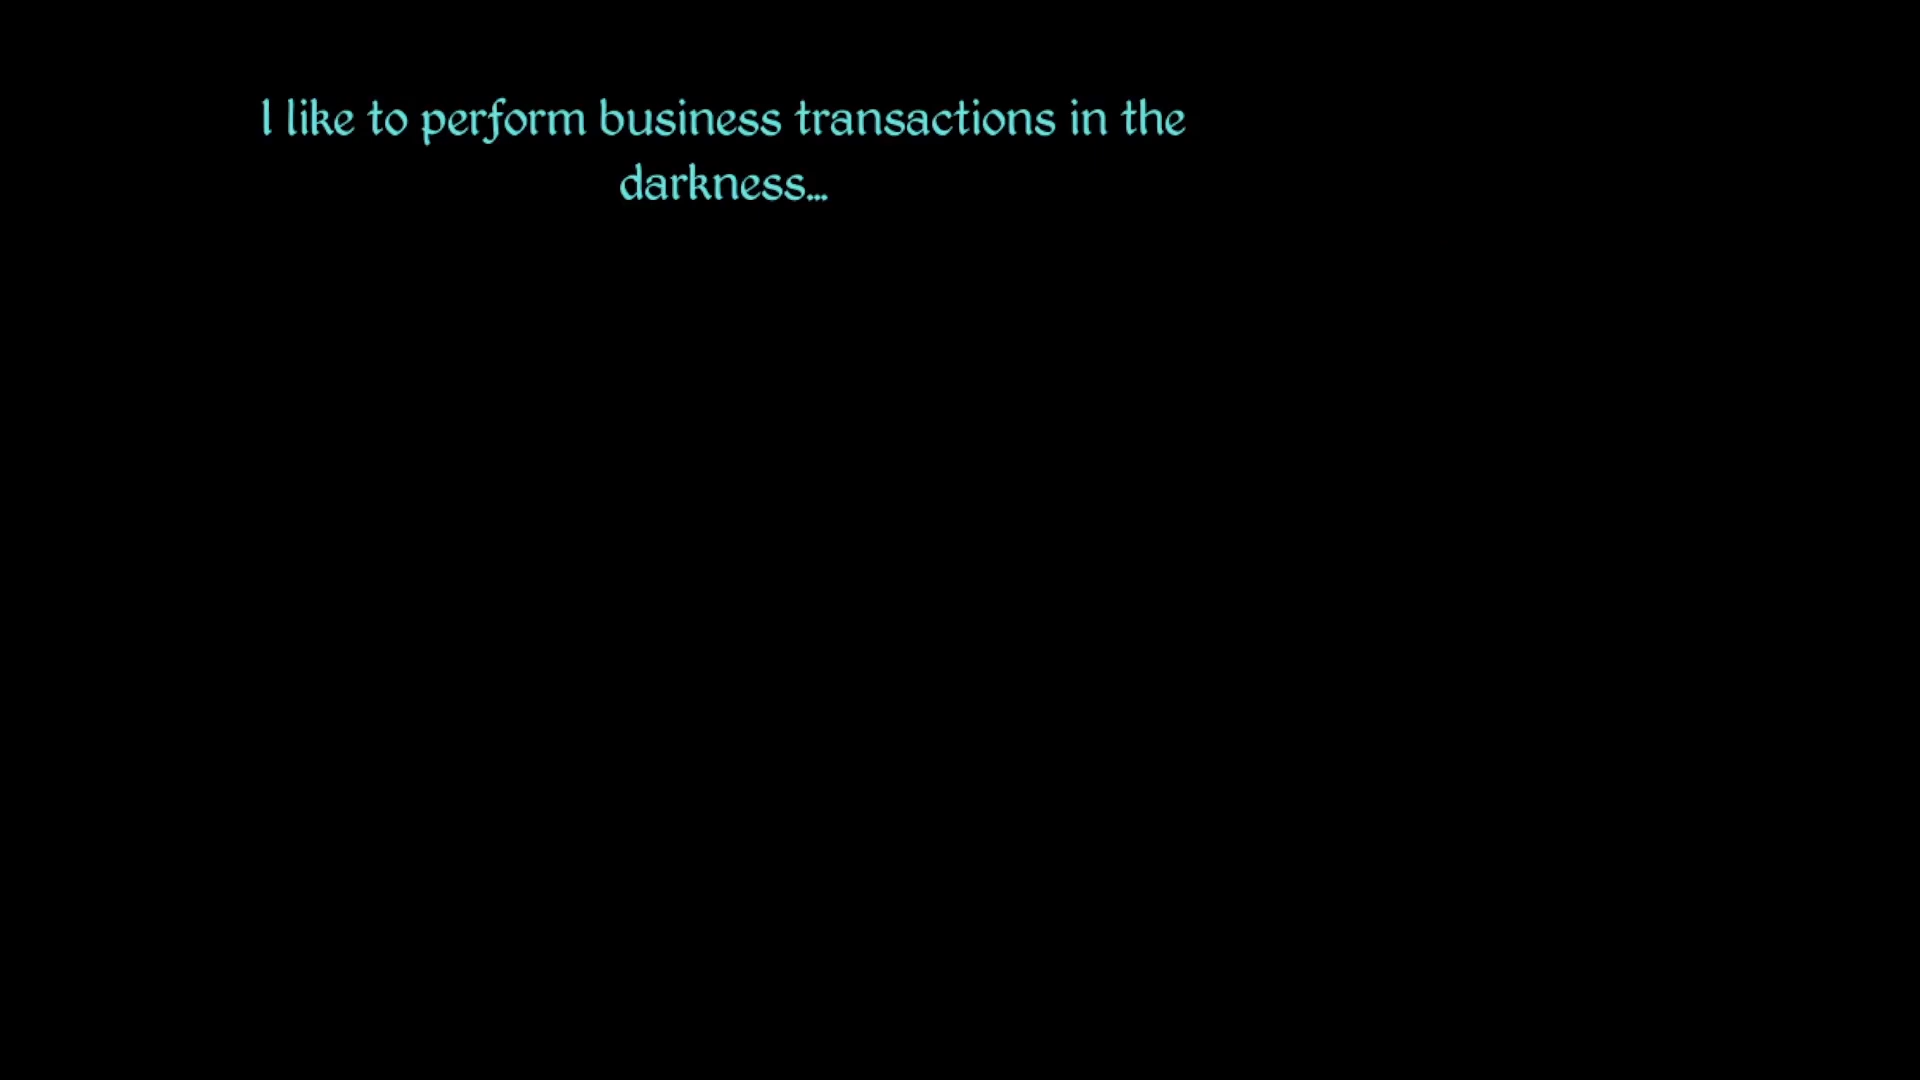 I like to perform business transactions in the
darkness...